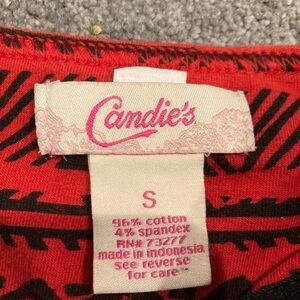 Candie's
S
96% cotton
4% spandex
RN# 73277
made in indonesia
see reverse
for care